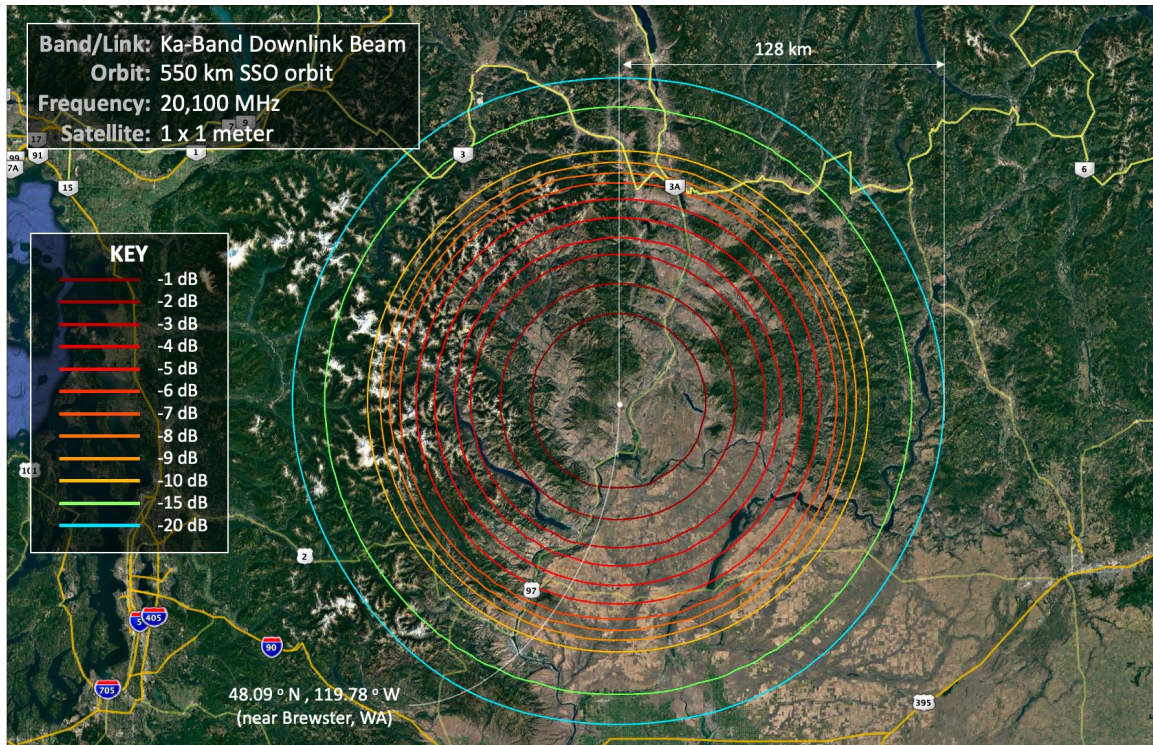 Band/Link: Ka-Band Downlink Beam
Orbit: 550 km SSO orbit
Frequency: 20,100 MHz
Satellite: 1 x 1 meter
128 km
7
9
17
99
91
7A
1
15
3
3A
6
KEY
-1 dB
-2 dB
-3 dB
-4 dB
-5 dB
-6 dB
-7 dB
-8 dB
-9 dB
-10 dB
-15 dB
-20 dB
101
2
97
5
405
90
705
395
48.09 º N , 119.78 º W
(near Brewster, WA)